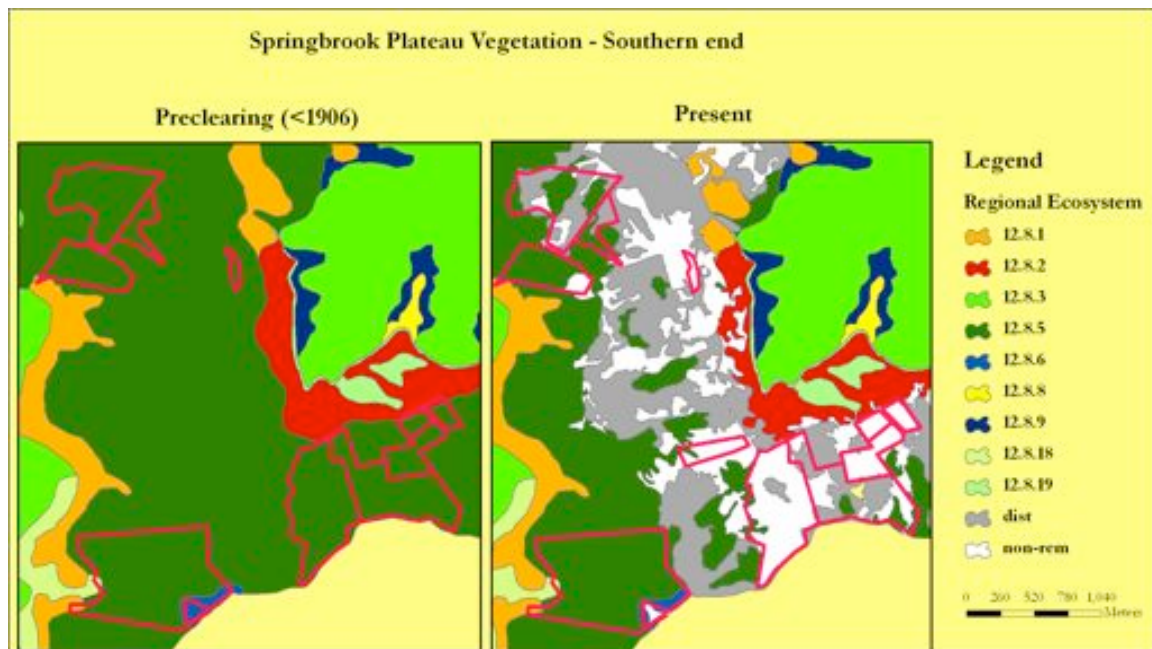 Springbrook Plateau Vegetation - Southern end
Preclearing (<1906)
Present
Legend
Regional Ecosystem
12.8.1
12.8.2
12.8.3
12.8.5
12.8.6
12.8.8
12.8.9
12.8.18
12.8.19
dist
non-rem
0 260 520 780 1,040
Meters